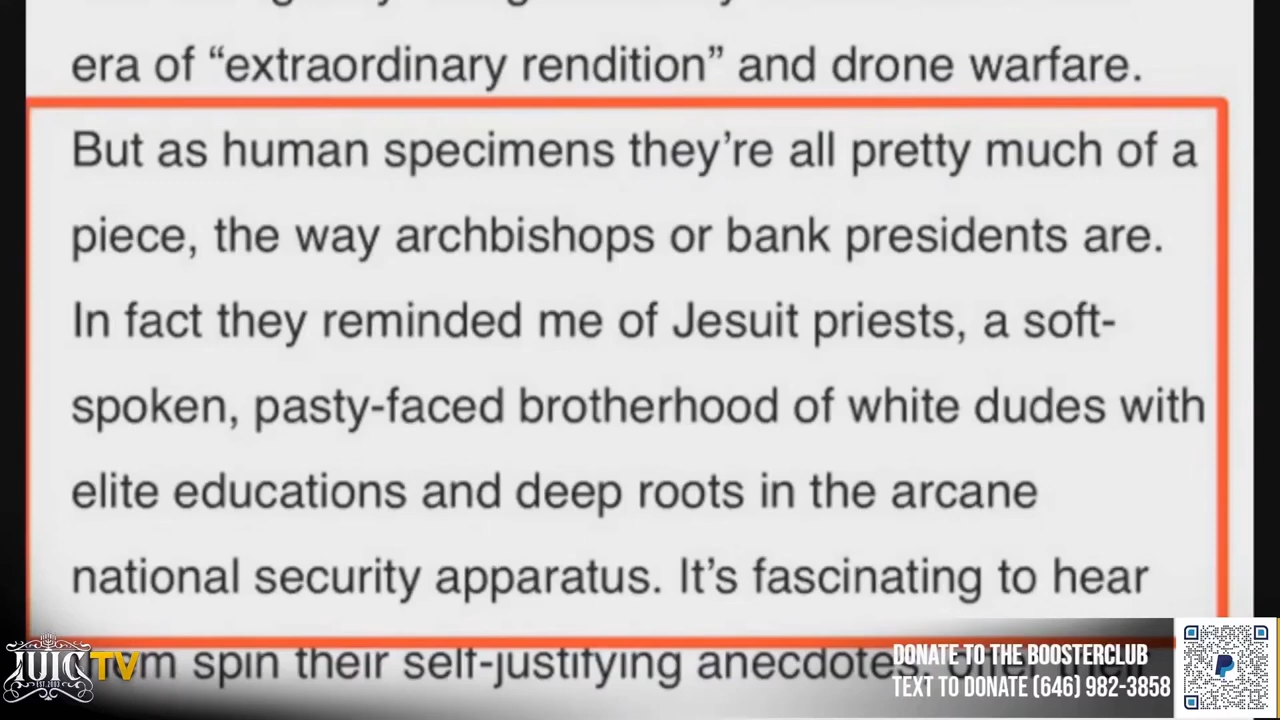 era of “extraordinary rendition” and drone warfare.
But as human specimens they’re all pretty much of a
piece, the way archbishops or bank presidents are.
In fact they reminded me of Jesuit priests, a soft-
spoken, pasty-faced brotherhood of white dudes with
elite educations and deep roots in the arcane
national security apparatus. It’s fascinating to hear
spin their self-justifying anecdote
IUIC TV
EST. 2003
DONATE TO THE BOOSTERCLUB
TEXT TO DONATE (646) 982-3858